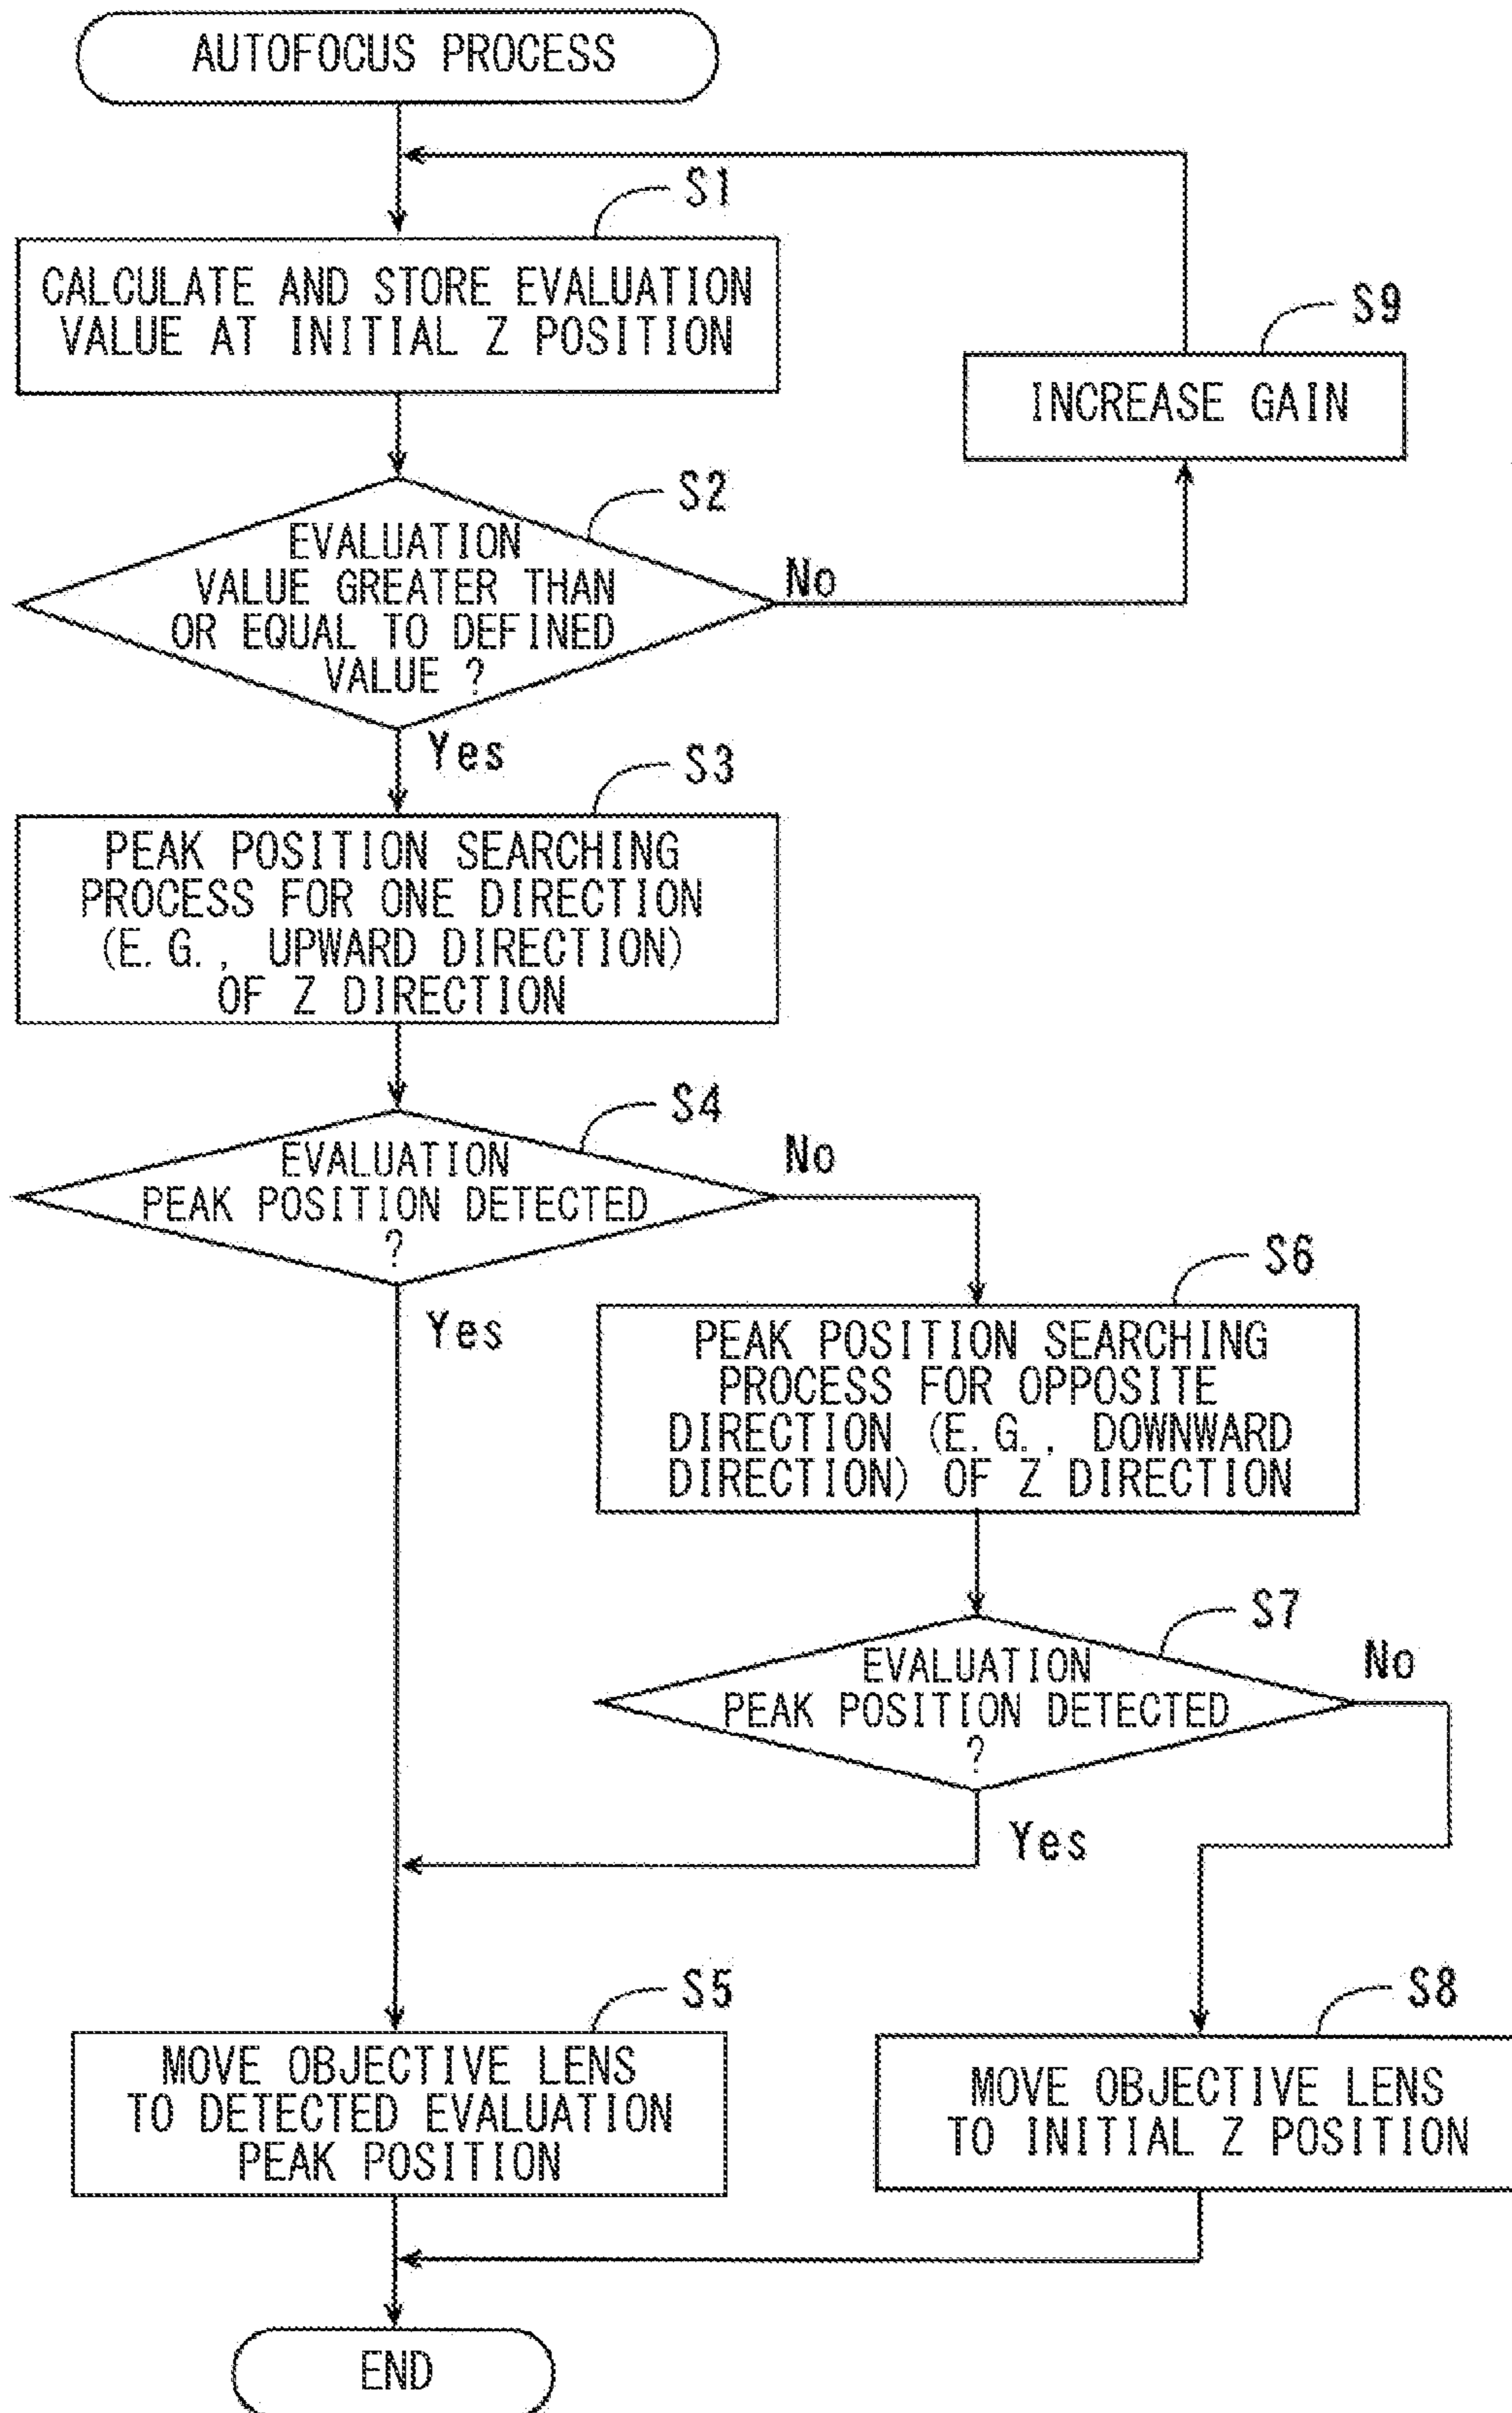 AUTOFOCUS PROCESS
S1
CALCULATE AND STORE EVALUATION
VALUE AT INITIAL Z POSITION
S9
INCREASE GAIN
S2
EVALUATION
VALUE GREATER THAN
OR EQUAL TO DEFINED
VALUE ?
No
Yes
S3
PEAK POSITION SEARCHING
PROCESS FOR ONE DIRECTION
(E.G., UPWARD DIRECTION)
OF Z DIRECTION
S4
EVALUATION
PEAK POSITION DETECTED
?
No
Yes
S6
PEAK POSITION SEARCHING
PROCESS FOR OPPOSITE
DIRECTION (E.G., DOWNWARD
DIRECTION) OF Z DIRECTION
S7
EVALUATION
PEAK POSITION DETECTED
?
No
Yes
S5
MOVE OBJECTIVE LENS
TO DETECTED EVALUATION
PEAK POSITION
S8
MOVE OBJECTIVE LENS
TO INITIAL Z POSITION
END